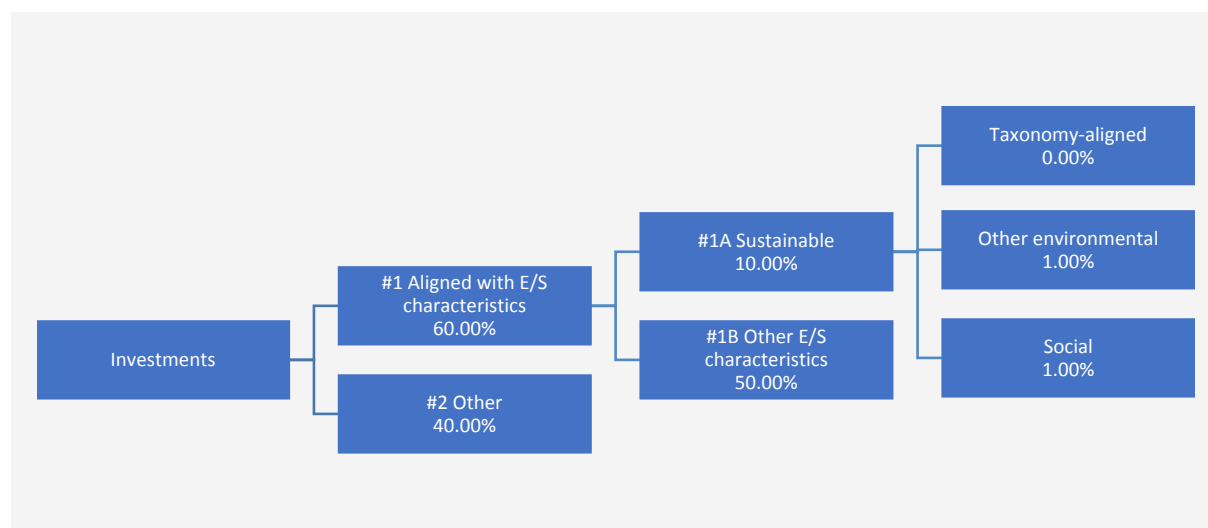 Investments
#1 Aligned with E/S
characteristics
60.00%
#2 Other
40.00%
#1A Sustainable
10.00%
#1B Other E/S
characteristics
50.00%
Taxonomy-aligned
0.00%
Other environmental
1.00%
Social
1.00%